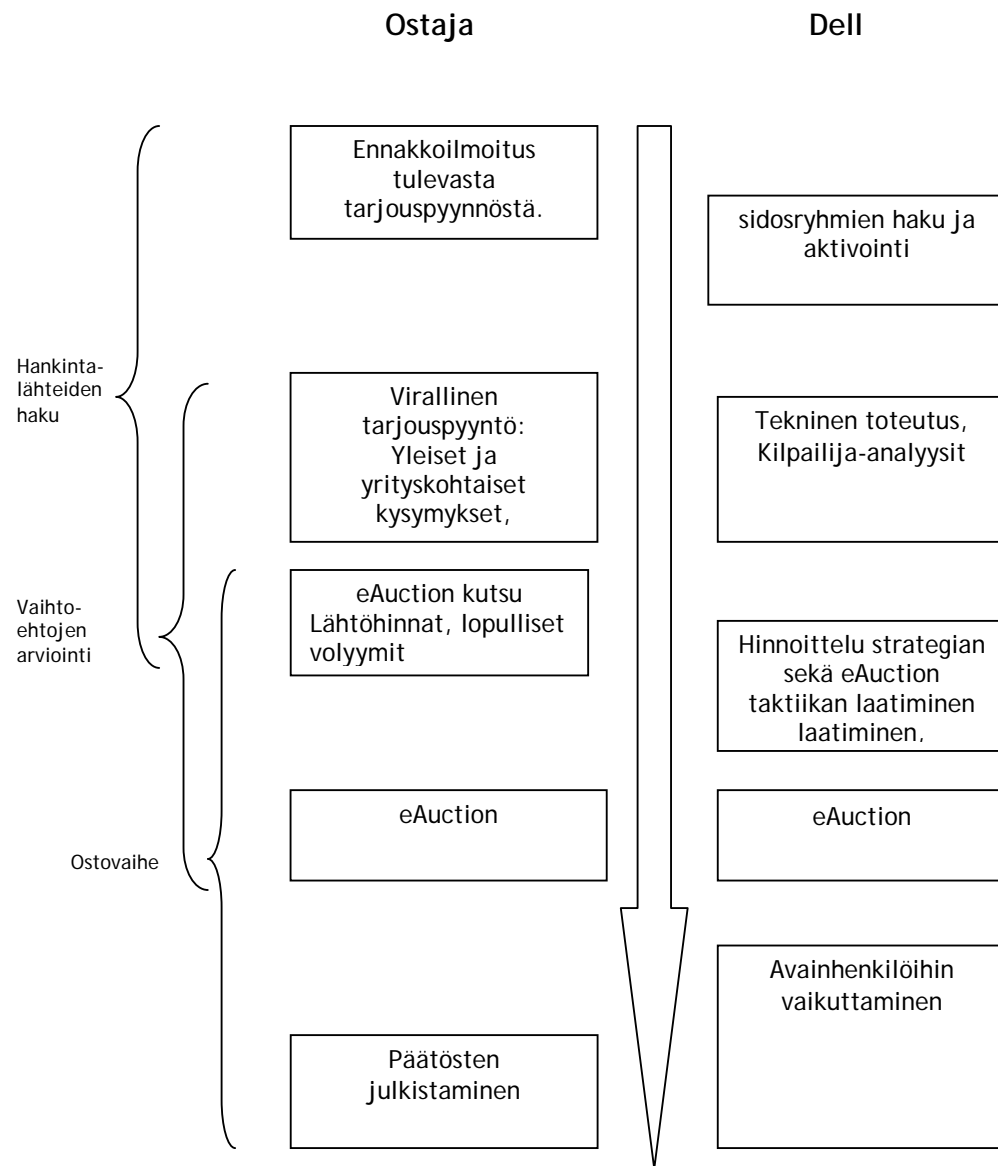 Ostaja
Dell
Ennakkoilmoitus
tulevasta
tarjouspyynnöstä.
sidosryhmien haku ja
aktivointi
Hankinta-
lähteiden
haku
Virallinen
tarjouspyyntö:
Yleiset ja
yrityskohtaiset
kysymykset,
Tekninen toteutus,
Kilpailija-analyysit
Vaihto-
ehtojen
arviointi
eAuction kutsu
Lähtöhinnat, lopulliset
volyymit
Hinnoittelu strategian
sekä eAuction
taktiikan laatiminen
laatiminen.
Ostovaihe
eAuction
eAuction
Avainhenkilöihin
vaikuttaminen
Päätösten
julkistaminen